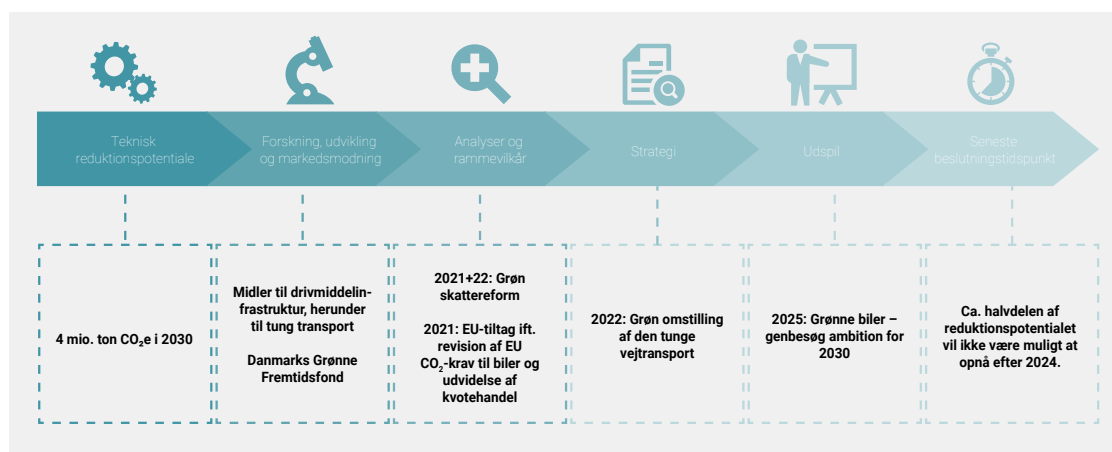 Teknisk
reduktionspotentiale
Forskning, udvikling
og markedsmodning
Analyser og
rammevilkår
Strategi
Udspil
Seneste
beslutningstidspunkt
4 mio. ton CO₂e i 2030
Midler til drivmiddelin-
frastruktur, herunder
til tung transport
Danmarks Grønne
Fremtidsfond
2021+22: Grøn
skattereform
2021: EU-tiltag ift.
revision af EU
CO₂-krav til biler og
udvidelse af
kvotehandel
2022: Grøn omstilling
af den tunge
vejtransport
2025: Grønne biler –
genbesøg ambition for
2030
Ca. halvdelen af
reduktionspotentialet
vil ikke være muligt at
opnå efter 2024.